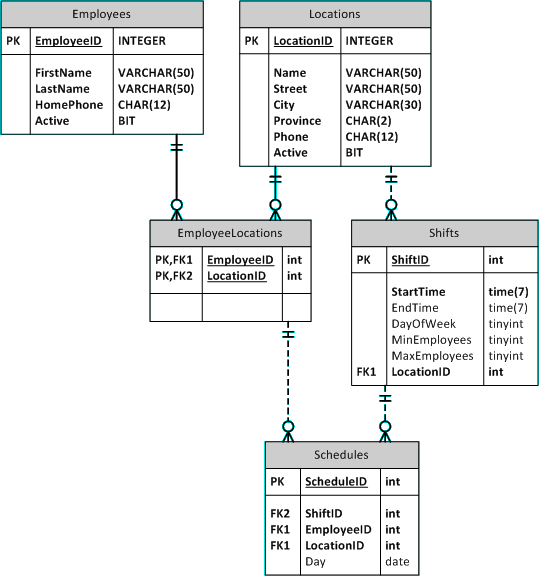 Employees
PK EmployeeID INTEGER
FirstName VARCHAR(50)
LastName VARCHAR(50)
HomePhone CHAR(12)
Active BIT
Locations
PK LocationID INTEGER
Name VARCHAR(50)
Street VARCHAR(50)
City VARCHAR(30)
Province CHAR(2)
Phone CHAR(12)
Active BIT
EmployeeLocations
PK,FK1 EmployeeID int
PK,FK2 LocationID int
Shifts
PK ShiftID int
StartTime time(7)
EndTime time(7)
DayOfWeek tinyint
MinEmployees tinyint
MaxEmployees tinyint
FK1 LocationID int
Schedules
PK ScheduleID int
FK2 ShiftID int
FK1 EmployeeID int
FK1 LocationID int
Day date